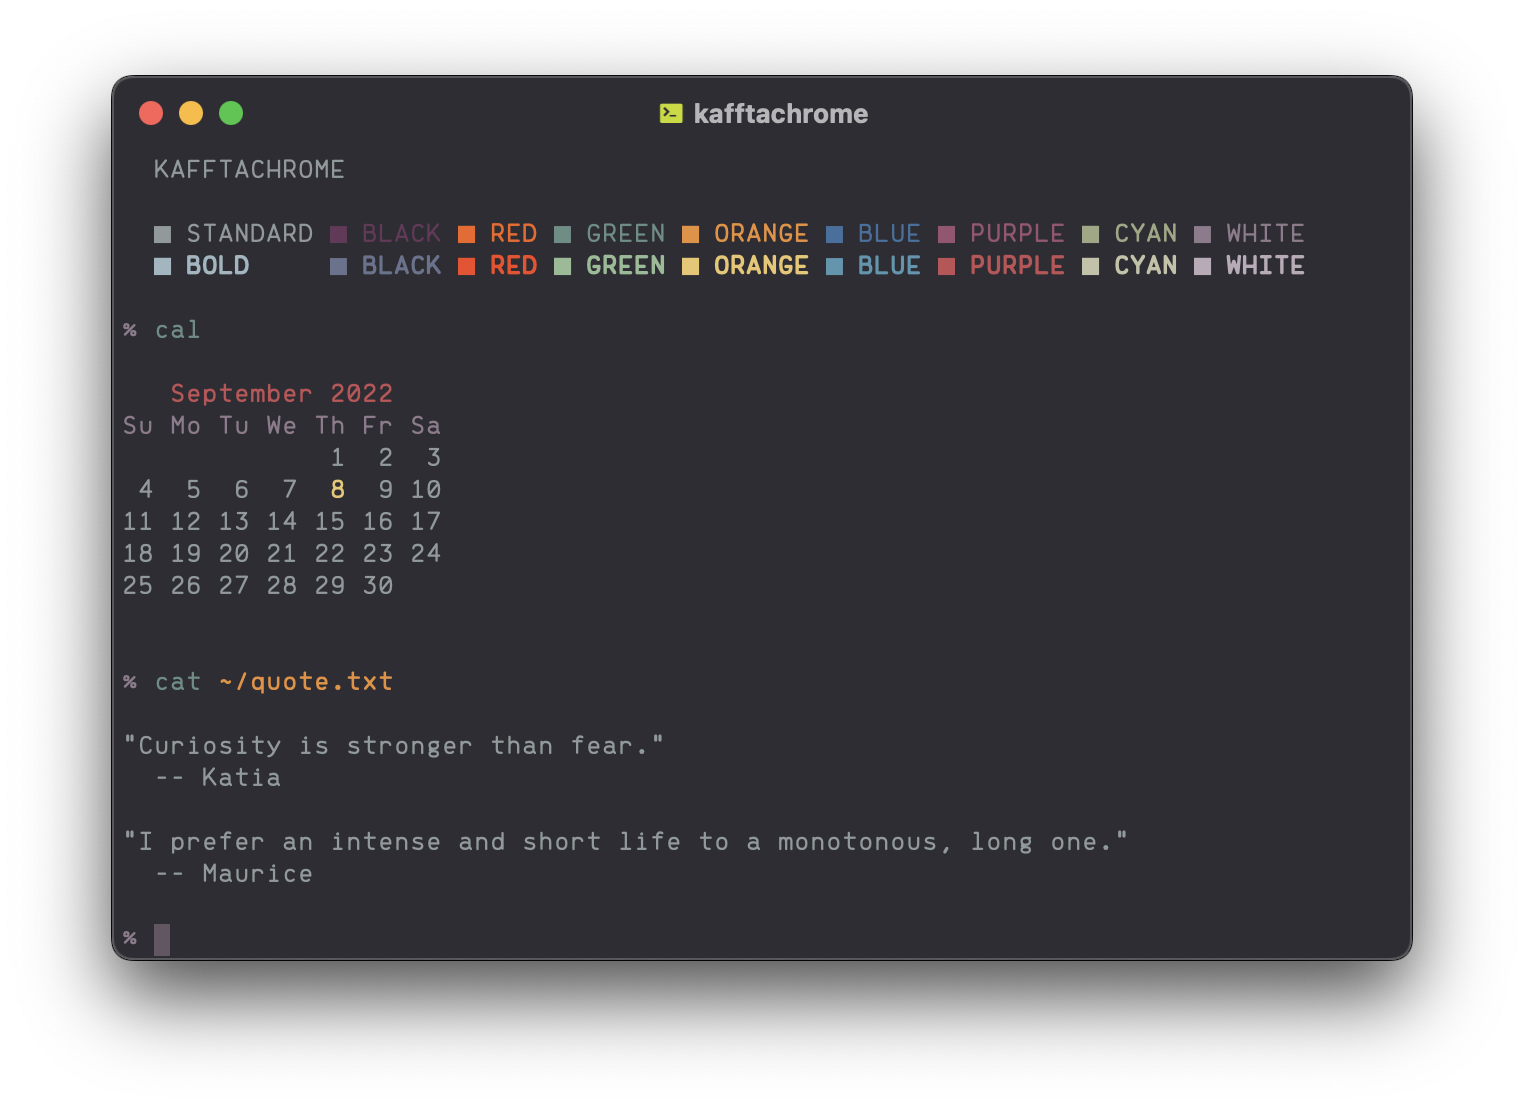 kafftachrome
KAFFTACHROME
STANDARD BLACK RED GREEN ORANGE BLUE PURPLE CYAN WHITE
BOLD BLACK RED GREEN ORANGE BLUE PURPLE CYAN WHITE
% cal
September 2022
Su Mo Tu We Th Fr Sa
1 2 3
4 5 6 7 8 9 10
11 12 13 14 15 16 17
18 19 20 21 22 23 24
25 26 27 28 29 30
% cat ~/quote.txt
"Curiosity is stronger than fear."
-- Katia
"I prefer an intense and short life to a monotonous, long one."
-- Maurice
%